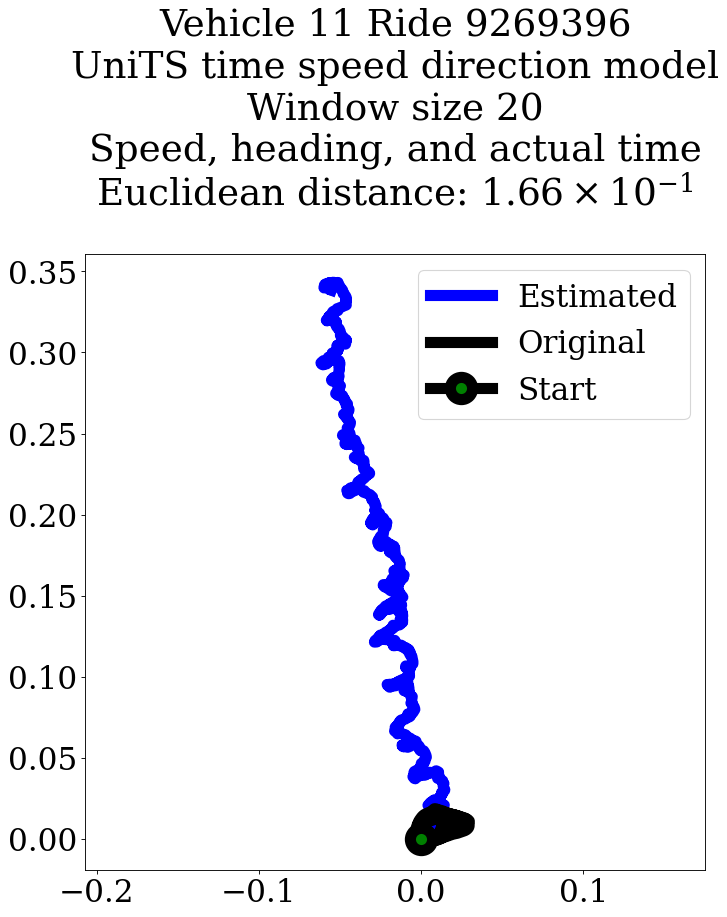 Vehicle 11 Ride 9269396
UniTS time speed direction model
Window size 20
Speed, heading, and actual time
Euclidean distance: 1.66 × 10⁻¹
0.35
0.30
0.25
0.20
0.15
0.10
0.05
0.00
Estimated
Original
Start
−0.2 −0.1 0.0 0.1